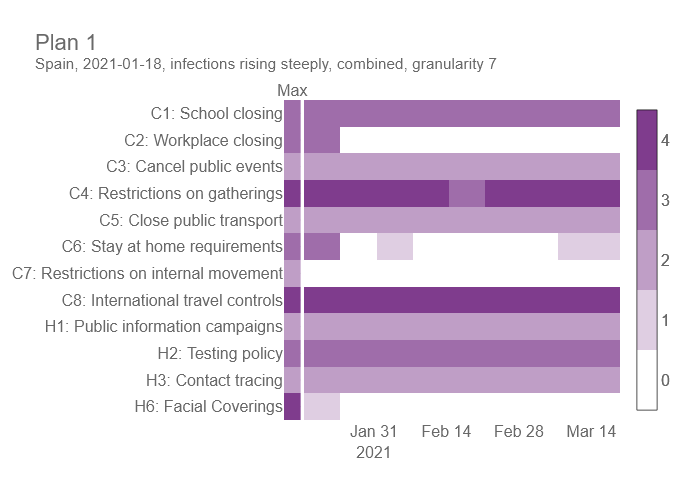 Plan 1
Spain, 2021-01-18, infections rising steeply, combined, granularity 7
Max
C1: School closing
C2: Workplace closing
C3: Cancel public events
C4: Restrictions on gatherings
C5: Close public transport
C6: Stay at home requirements
C7: Restrictions on internal movement
C8: International travel controls
H1: Public information campaigns
H2: Testing policy
H3: Contact tracing
H6: Facial Coverings
Jan 31 Feb 14 Feb 28 Mar 14
2021
4
3
2
1
0